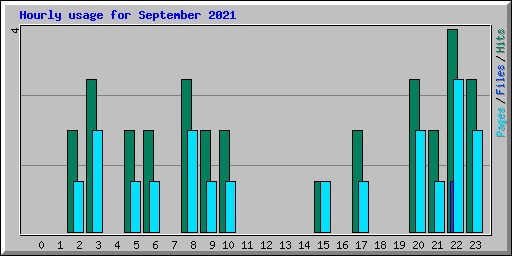 Hourly usage for September 2021
4
Pages / Files / Hits
0 1 2 3 4 5 6 7 8 9 10 11 12 13 14 15 16 17 18 19 20 21 22 23